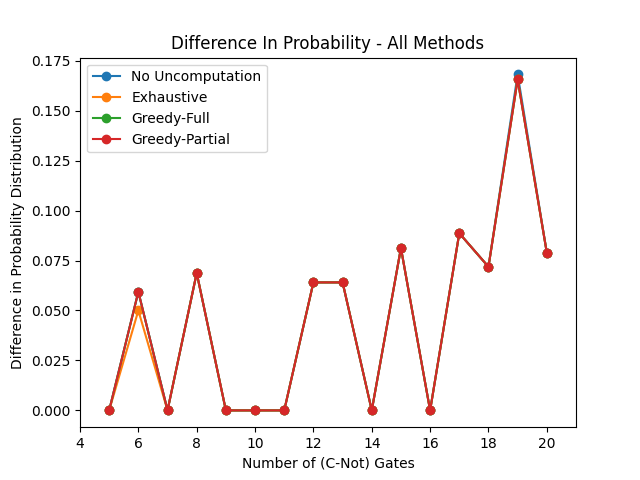 Difference In Probability - All Methods
No Uncomputation
Exhaustive
Greedy-Full
Greedy-Partial
Difference in Probability Distribution
0.175
0.150
0.125
0.100
0.075
0.050
0.025
0.000
4 6 8 10 12 14 16 18 20
Number of (C-Not) Gates